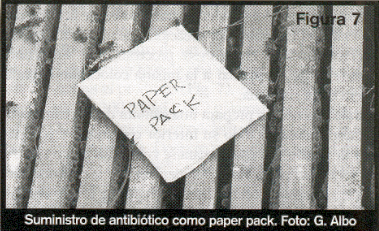 Figura 7
PAPER
PACK
Suministro de antibiótico como paper pack. Foto: G. Albo